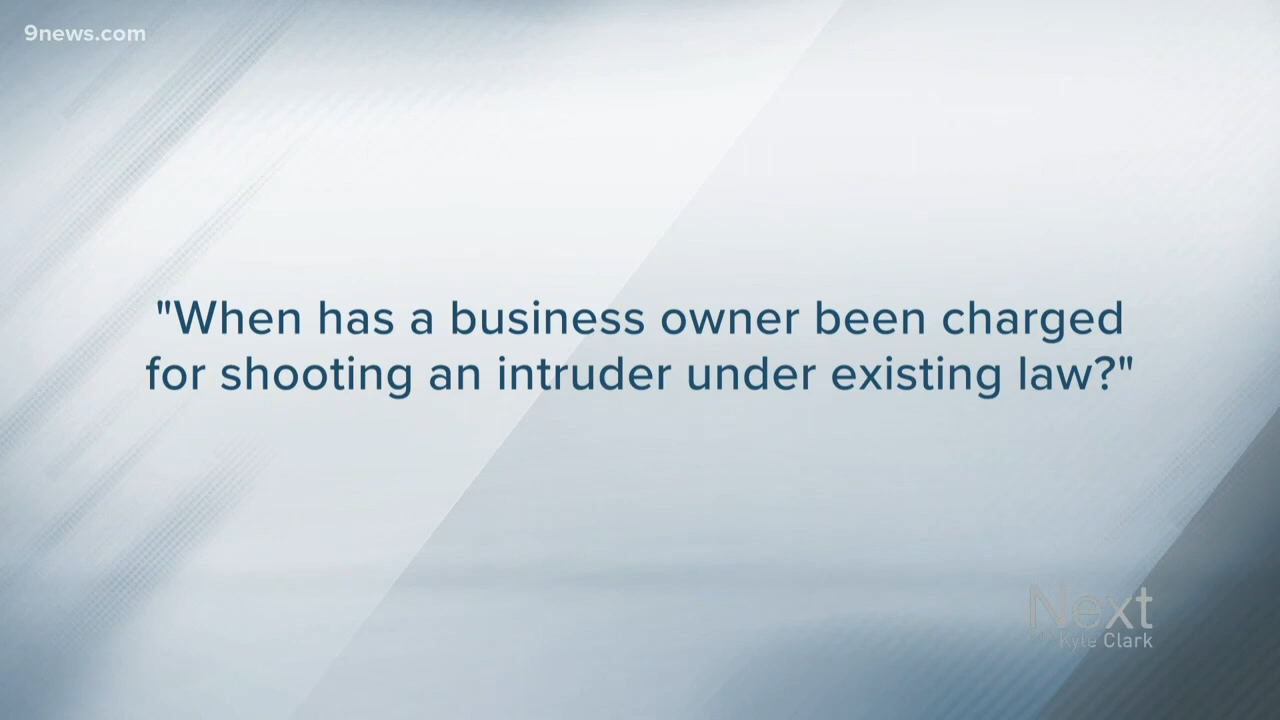 9news.com
"When has a business owner been charged
for shooting an intruder under existing law?"
Next
Kyle Clark